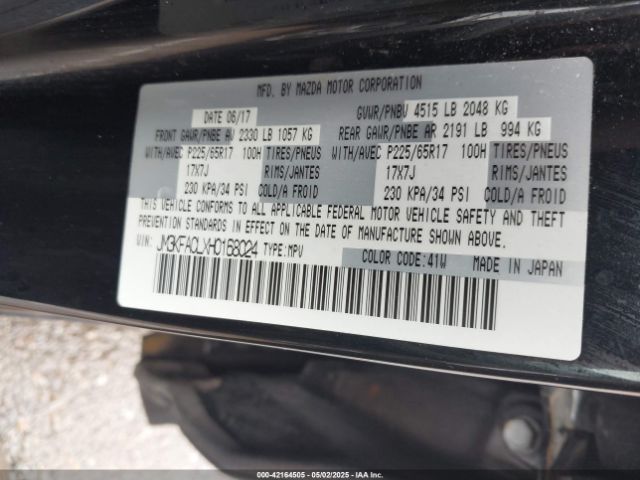 MFD. BY MAZDA MOTOR CORPORATION
DATE 06/17 GVWR/PNBV 4515 LB 2048 KG
FRONT GAWR/PNBE AV 2330 LB 1057 KG REAR GAWR/PNBE AR 2191 LB 994 KG
WITH/AVEC P225/65R17 100H TIRES/PNEUS WITH/AVEC P225/65R17 100H TIRES/PNEUS
17X7J RIMS/JANTES 17X7J RIMS/JANTES
230 KPA/34 PSI COLD/A FROID 230 KPA/34 PSI COLD/A FROID
THIS VEHICLE CONFORMS TO ALL APPLICABLE FEDERAL MOTOR VEHICLE SAFETY AND THEFT
PREVENTION STANDARDS IN EFFECT ON THE DATE OF MANUFACTURE SHOWN ABOVE.
VIN: JM3KFACLXH0168024 TYPE: MPV COLOR CODE: 41W MADE IN JAPAN
000-42164505 - 05/02/2025 - IAA Inc.